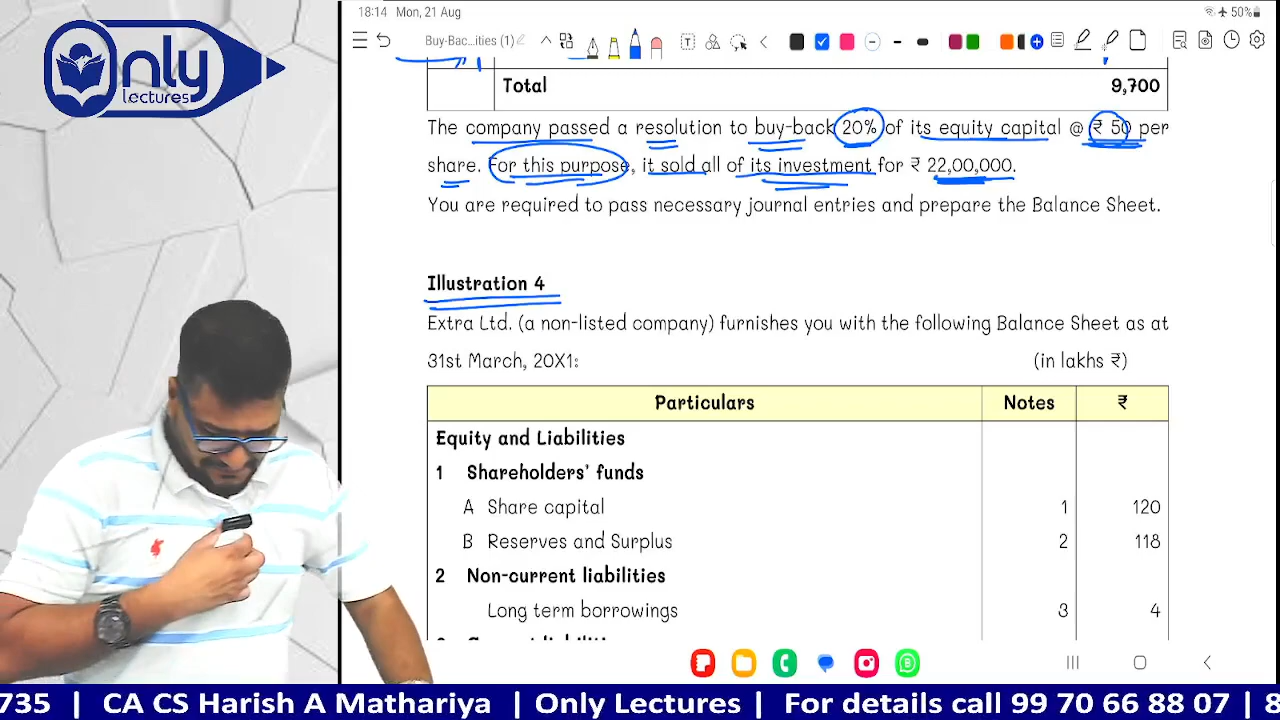 18:14 Mon, 21 Aug
50%
Only
lectures
Buy-Bac...ities (1)
Total 9,700
The company passed a resolution to buy-back 20% of its equity capital @ ₹ 50 per
share. For this purpose, it sold all of its investment for ₹ 22,00,000.
You are required to pass necessary journal entries and prepare the Balance Sheet.
Illustration 4
Extra Ltd. (a non-listed company) furnishes you with the following Balance Sheet as at
31st March, 20X1: (in lakhs ₹)
Particulars Notes ₹
Equity and Liabilities
1 Shareholders' funds
A Share capital 1 120
B Reserves and Surplus 2 118
2 Non-current liabilities
Long term borrowings 3 4
735 | CA CS Harish A Mathariya | Only Lectures | For details call 99 70 66 88 07 | 8